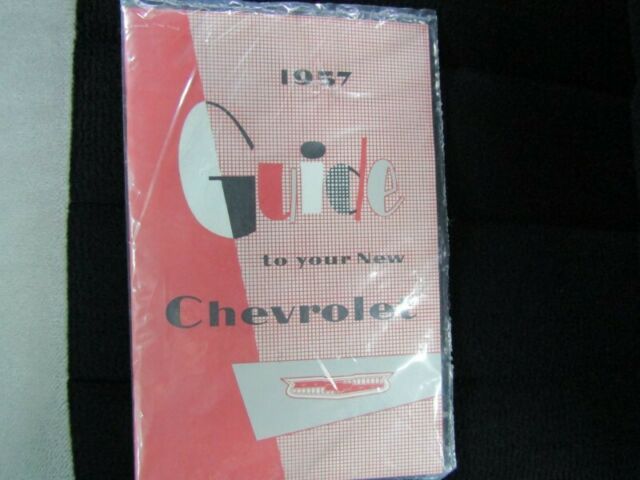 1957
Guide
to your New
Chevrolet